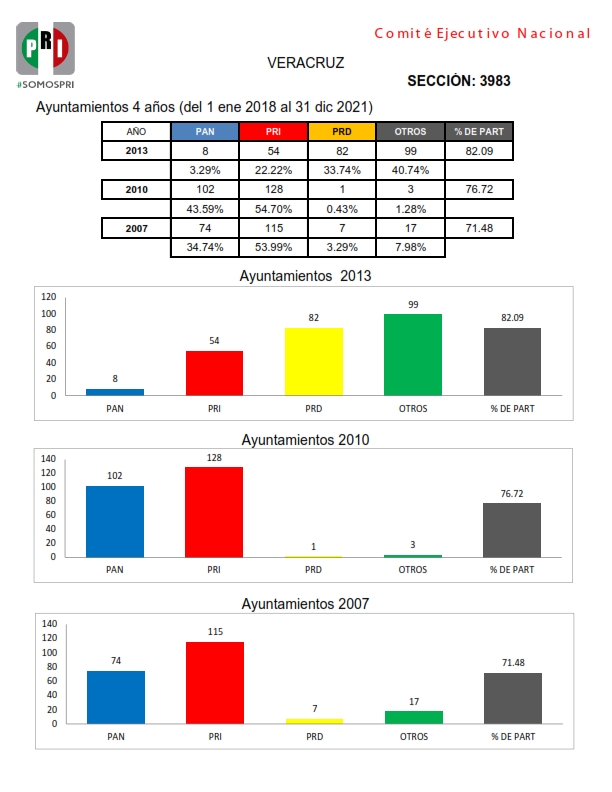 Comité Ejecutivo Nacional
PRI
#SOMOSPRI
VERACRUZ
SECCIÓN: 3983
Ayuntamientos 4 años (del 1 ene 2018 al 31 dic 2021)
AÑO PAN PRI PRD OTROS % DE PART
2013 8 54 82 99 82.09
3.29% 22.22% 33.74% 40.74%
2010 102 128 1 3 76.72
43.59% 54.70% 0.43% 1.28%
2007 74 115 7 17 71.48
34.74% 53.99% 3.29% 7.98%
Ayuntamientos 2013
120
100
80
60
40
20
0
8 54 82 99 82.09
PAN PRI PRD OTROS % DE PART
Ayuntamientos 2010
140
120
100
80
60
40
20
0
102 128 1 3 76.72
PAN PRI PRD OTROS % DE PART
Ayuntamientos 2007
140
120
100
80
60
40
20
0
74 115 7 17 71.48
PAN PRI PRD OTROS % DE PART